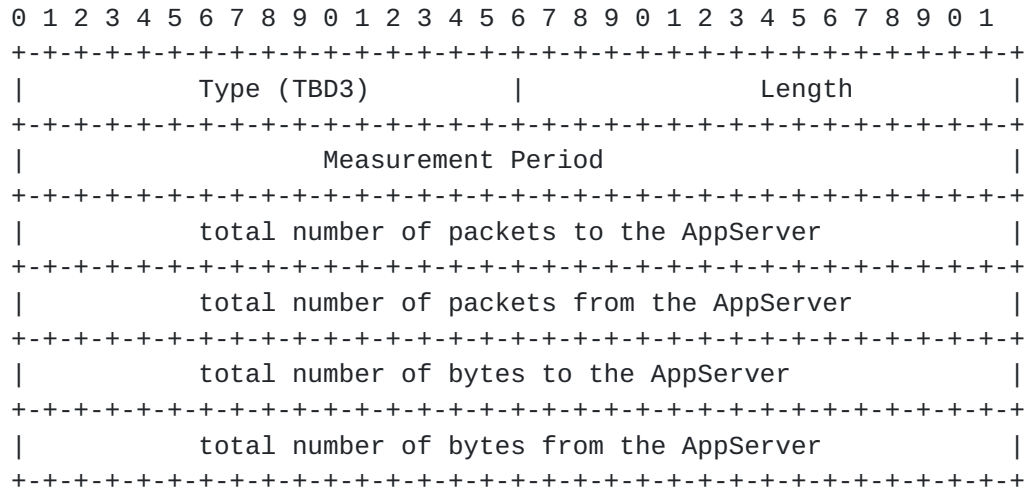 0 1 2 3 4 5 6 7 8 9 0 1 2 3 4 5 6 7 8 9 0 1 2 3 4 5 6 7 8 9 0 1
+-+-+-+-+-+-+-+-+-+-+-+-+-+-+-+-+-+-+-+-+-+-+-+-+-+-+-+-+-+-+-+-+
|           Type (TBD3)         |               Length          |
+-+-+-+-+-+-+-+-+-+-+-+-+-+-+-+-+-+-+-+-+-+-+-+-+-+-+-+-+-+-+-+-+
|                   Measurement Period                          |
+-+-+-+-+-+-+-+-+-+-+-+-+-+-+-+-+-+-+-+-+-+-+-+-+-+-+-+-+-+-+-+-+
|           total number of packets to the AppServer            |
+-+-+-+-+-+-+-+-+-+-+-+-+-+-+-+-+-+-+-+-+-+-+-+-+-+-+-+-+-+-+-+-+
|           total number of packets from the AppServer          |
+-+-+-+-+-+-+-+-+-+-+-+-+-+-+-+-+-+-+-+-+-+-+-+-+-+-+-+-+-+-+-+-+
|           total number of bytes to the AppServer              |
+-+-+-+-+-+-+-+-+-+-+-+-+-+-+-+-+-+-+-+-+-+-+-+-+-+-+-+-+-+-+-+-+
|           total number of bytes from the AppServer            |
+-+-+-+-+-+-+-+-+-+-+-+-+-+-+-+-+-+-+-+-+-+-+-+-+-+-+-+-+-+-+-+-+